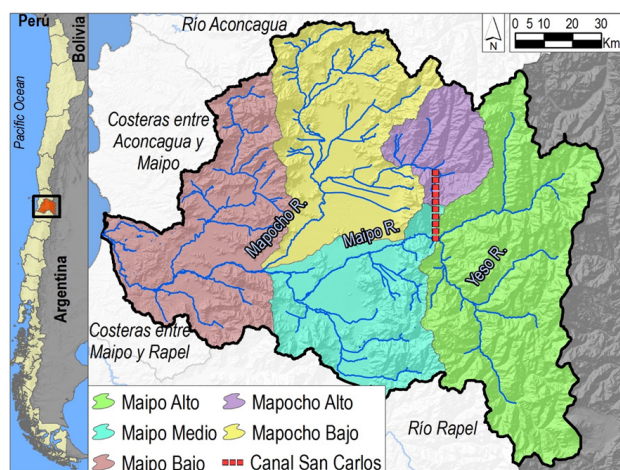 Perú
Bolivia
Pacific Ocean
Argentina
Río Aconcagua
N
0 5 10 20 30
Km
Costeras entre
Aconcagua y
Maipo
Mapocho R.
Maipo R.
Yeso R.
Costeras entre
Maipo y Rapel
Río Rapel
Maipo Alto
Mapocho Alto
Maipo Medio
Mapocho Bajo
Maipo Bajo
Canal San Carlos